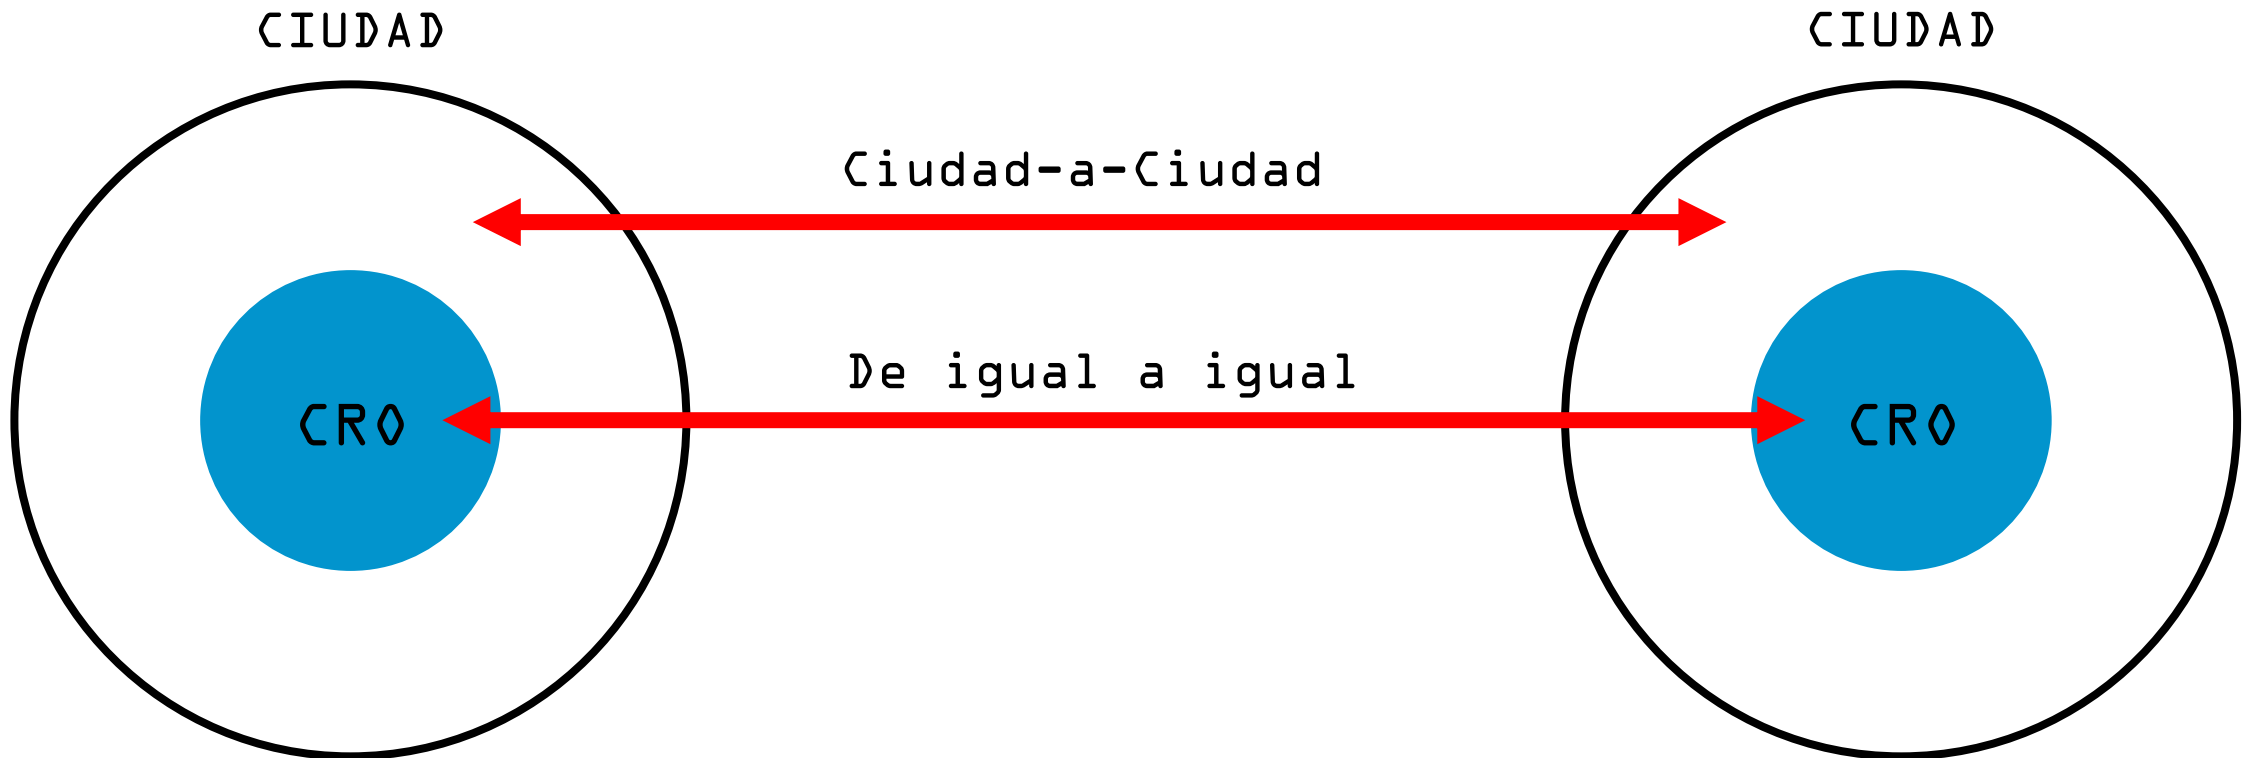 CIUDAD
CIUDAD
Ciudad-a-Ciudad
De igual a igual
CRO
CRO